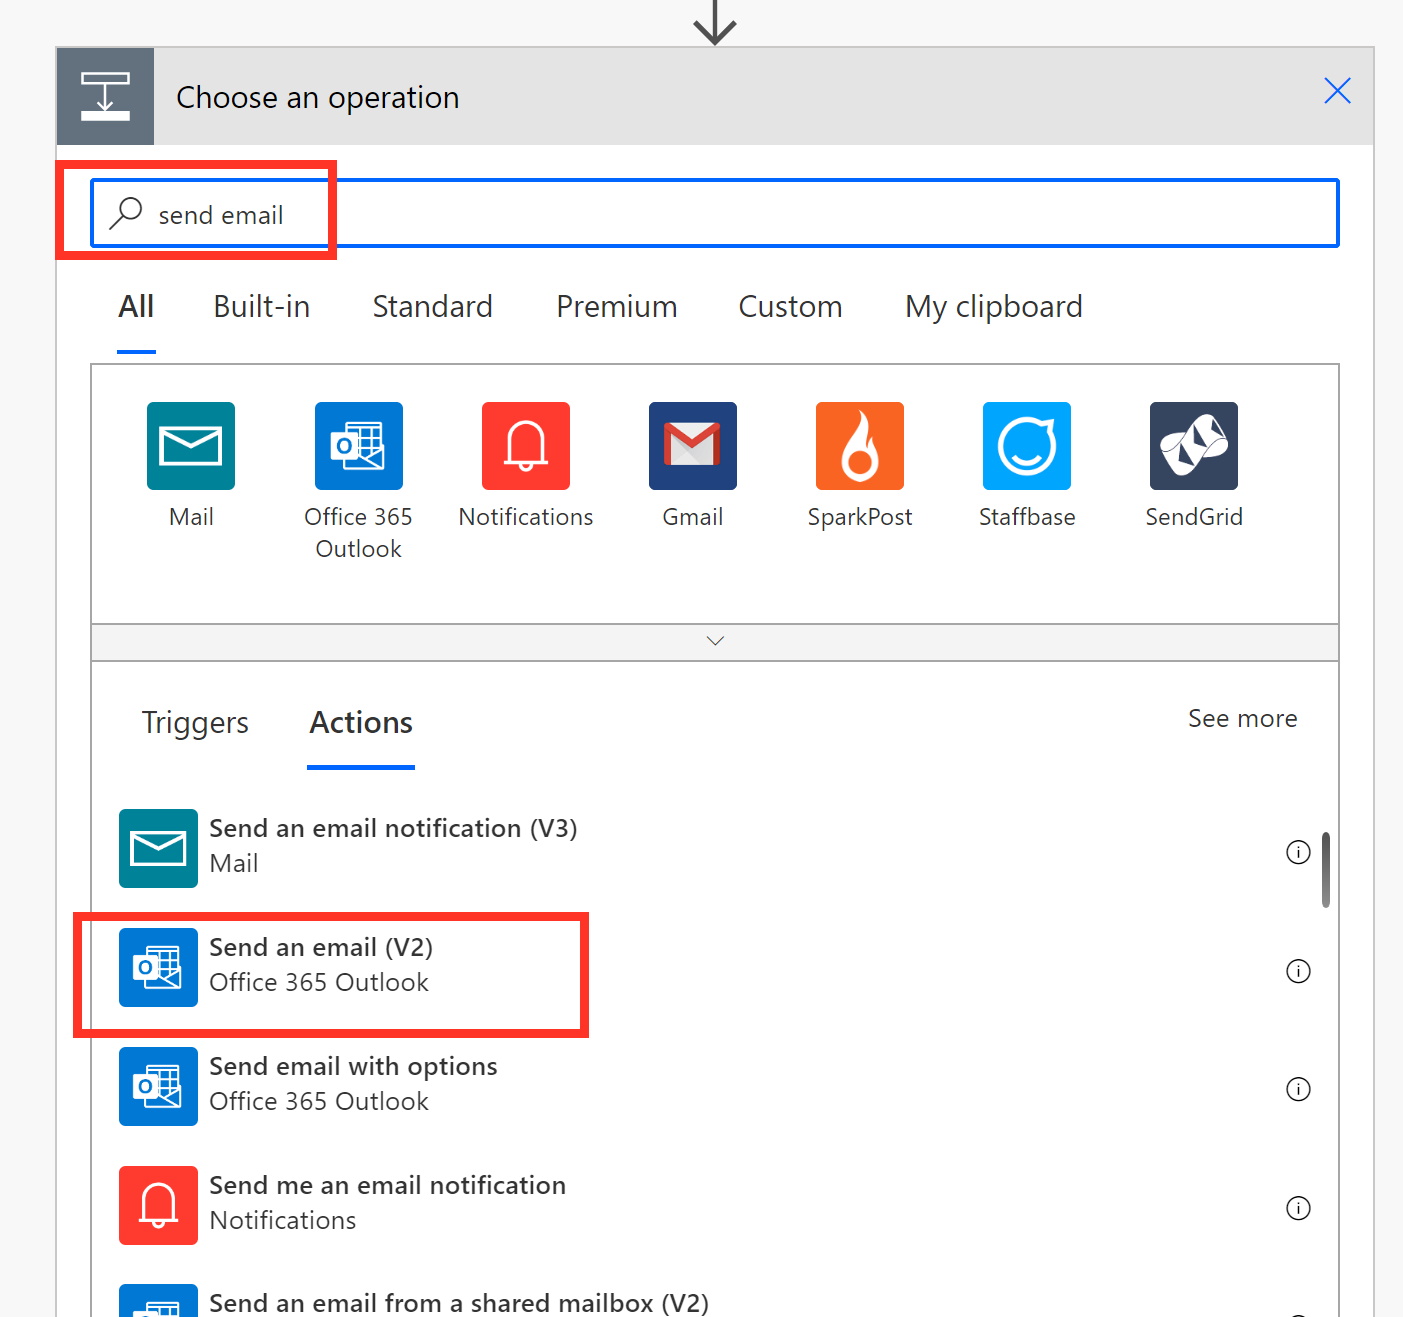 Choose an operation
send email
All Built-in Standard Premium Custom My clipboard
Mail Office 365 Outlook Notifications Gmail SparkPost Staffbase SendGrid
Triggers Actions See more
Send an email notification (V3)
Mail
Send an email (V2)
Office 365 Outlook
Send email with options
Office 365 Outlook
Send me an email notification
Notifications
Send an email from a shared mailbox (V2)